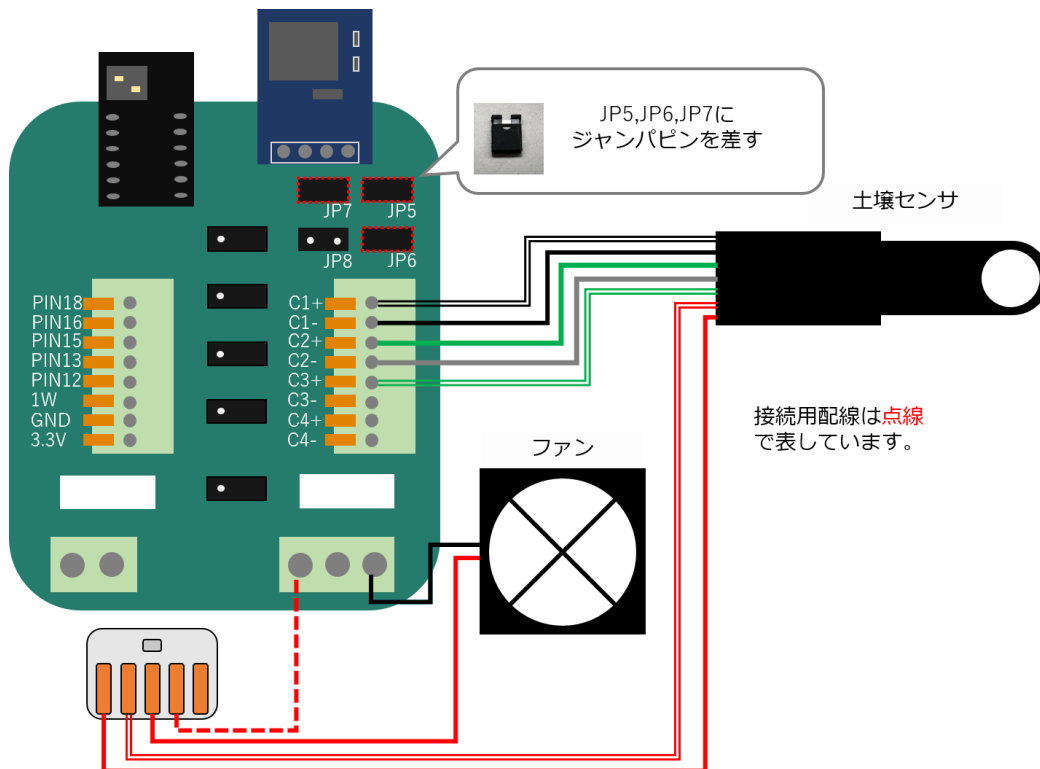 JP5,JP6,JP7に
ジャンパピンを差す
JP7
JP5
JP8
JP6
土壌センサ
PIN18
PIN16
PIN15
PIN13
PIN12
1W
GND
3.3V
C1+
C1-
C2+
C2-
C3+
C3-
C4+
C4-
接続用配線は点線
で表しています。
ファン